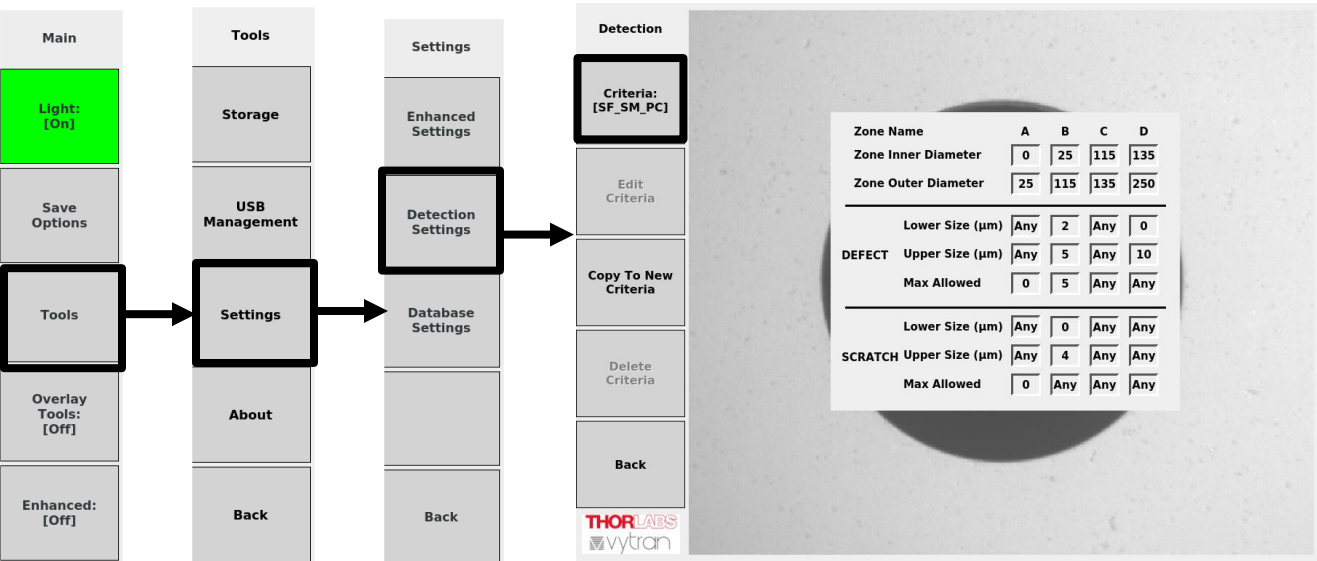 Main
Light:
[On]
Save
Options
Tools
Overlay
Tools:
[Off]
Enhanced:
[Off]
Tools
Storage
USB
Management
Settings
About
Back
Settings
Enhanced
Settings
Detection
Settings
Database
Settings
Back
Detection
Criteria:
[SF_SM_PC]
Edit
Criteria
Copy To New
Criteria
Delete
Criteria
Back
THORLABS
vytran
Zone Name A B C D
Zone Inner Diameter 0 25 115 135
Zone Outer Diameter 25 115 135 250
DEFECT
Lower Size (µm) Any 2 Any 0
Upper Size (µm) Any 5 Any 10
Max Allowed 0 5 Any Any
SCRATCH
Lower Size (µm) Any 0 Any Any
Upper Size (µm) Any 4 Any Any
Max Allowed 0 Any Any Any